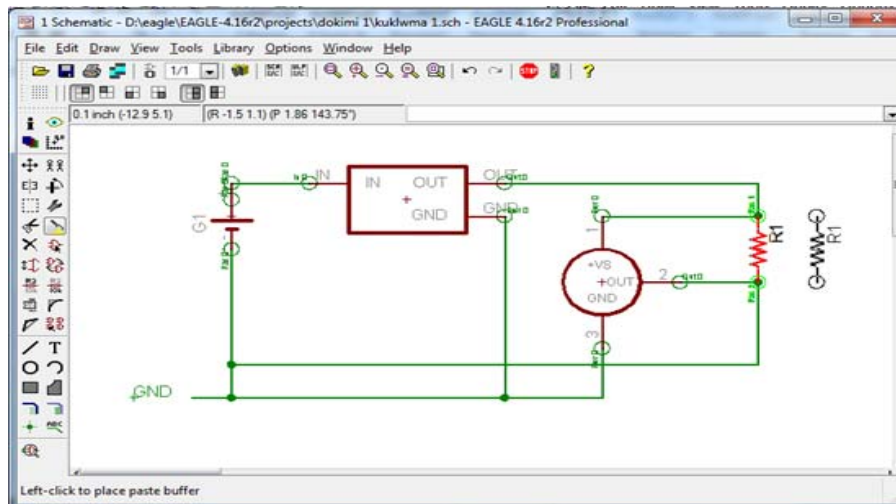 1 Schematic - D:\eagle\EAGLE-4.16r2\projects\dokimi 1\kuklwma 1.sch - EAGLE 4.16r2 Professional
File Edit Draw View Tools Library Options Window Help
1/1 STOP ?
0.1 inch (-12.9 5.1) (R -1.5 1.1) (P 1.86 143.75°)
IN OUT
IN OUT
GND GND
G1
1
+VS
OUT 2
GND
3
R1 R1
GND
T
ABC
Left-click to place paste buffer